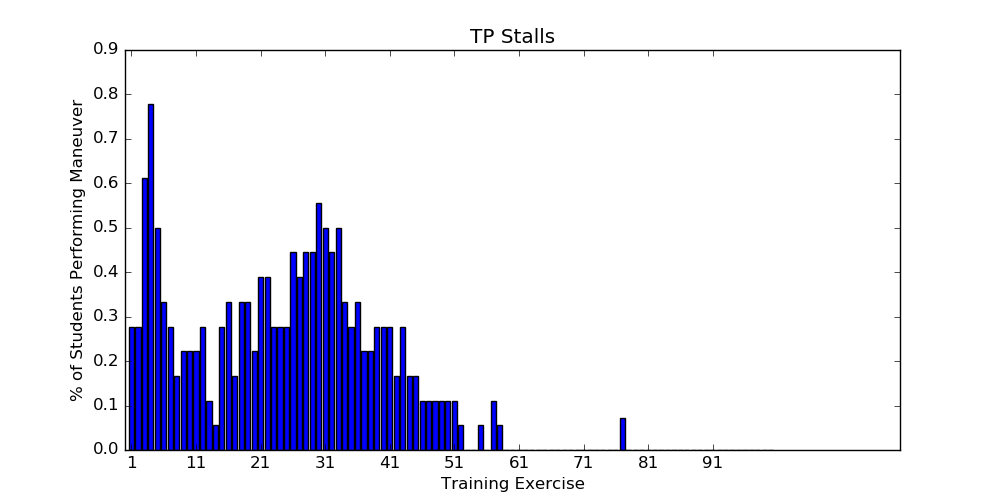 TP Stalls
% of Students Performing Maneuver
0.9
0.8
0.7
0.6
0.5
0.4
0.3
0.2
0.1
0.0
1 11 21 31 41 51 61 71 81 91
Training Exercise